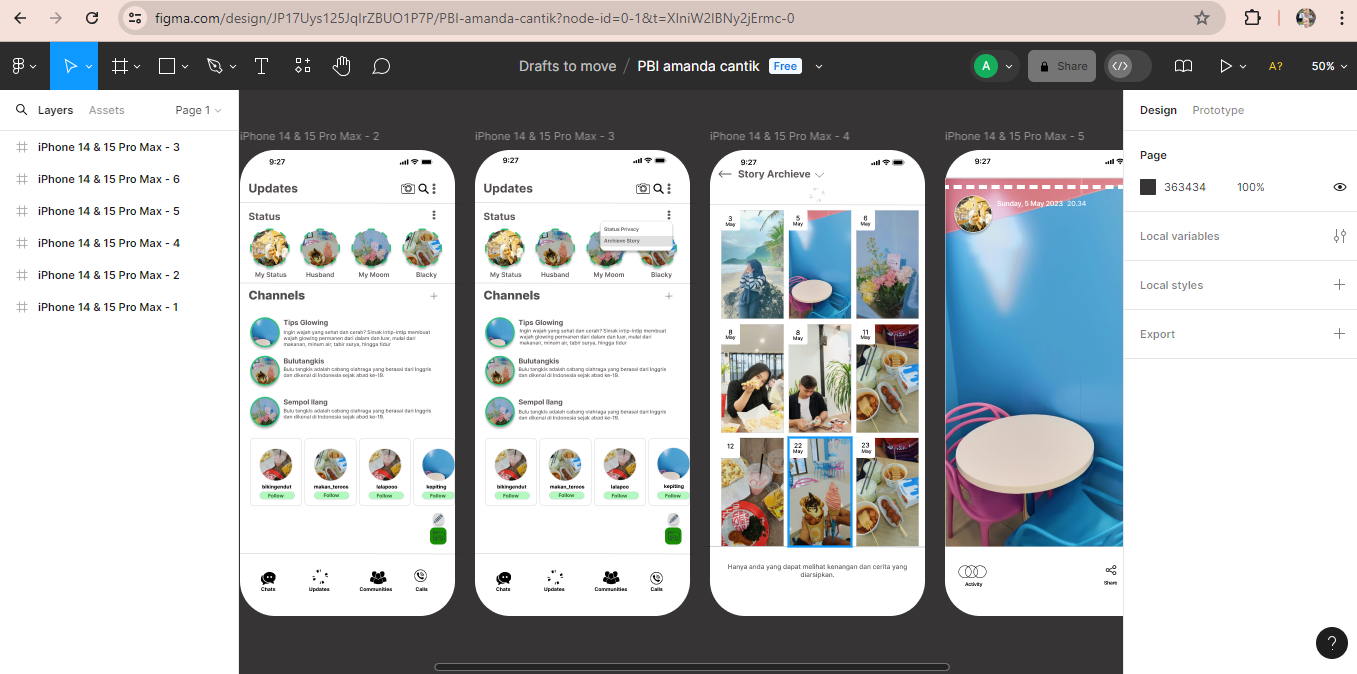 figma.com/design/JP17Uys125JqIrZBUO1P7P/PBI-amanda-cantik?node-id=0-1&t=XIniW2IBNy2jErmc-0
Drafts to move / PBI amanda cantik Free
A
Share
A?
50%
Layers
Assets
Page 1
iPhone 14 & 15 Pro Max - 3
iPhone 14 & 15 Pro Max - 6
iPhone 14 & 15 Pro Max - 5
iPhone 14 & 15 Pro Max - 4
iPhone 14 & 15 Pro Max - 2
iPhone 14 & 15 Pro Max - 1
iPhone 14 & 15 Pro Max - 2
9:27
Updates
Status
My Status
Husband
My Moom
Blacky
Channels
Tips Glowing
Ingin wajah yang sehat dan cerah? Simak intip-intip membuat
wajah glowing permanen dari dalam dan luar, mulai dari
makanan, minem air, tabir surya, hingga tidur
Bulutangkis
Bulu tangkis adalah cabang olahraga yang berasal dari Inggris
dan dikenal di Indonesia sejak abad ke-19.
Sempol Ilang
Bulu tangkis adalah cabang olahraga yang berasal dari Inggris
dan dikenal di Indonesia sejak abad ke-19.
bikingendut
Follow
makan_teroos
Follow
lalapooo
Follow
kepiting
Follow
Chats
Updates
Communities
Calls
iPhone 14 & 15 Pro Max - 3
9:27
Updates
Status
Status Privacy
Archieve Story
My Status
Husband
My Moom
Blacky
Channels
Tips Glowing
Ingin wajah yang sehat dan cerah? Simak intip-intip membuat
wajah glowing permanen dari dalam dan luar, mulai dari
makanan, minem air, tabir surya, hingga tidur
Bulutangkis
Bulu tangkis adalah cabang olahraga yang berasal dari Inggris
dan dikenal di Indonesia sejak abad ke-19.
Sempol Ilang
Bulu tangkis adalah cabang olahraga yang berasal dari Inggris
dan dikenal di Indonesia sejak abad ke-19.
bikingendut
Follow
makan_teroos
Follow
lalapoo
Follow
kepiting
Follow
Chats
Updates
Communities
Calls
iPhone 14 & 15 Pro Max - 4
9:27
Story Archieve
3
May
5
May
6
May
8
May
8
May
11
May
12
22
May
23
May
Hanya anda yang dapat melihat kenangan dan cerita yang
diarsipkan.
iPhone 14 & 15 Pro Max - 5
9:27
Sunday, 5 May 2023 20.34
Activity
Share
Design
Prototype
Page
363434
100%
Local variables
Local styles
Export
?